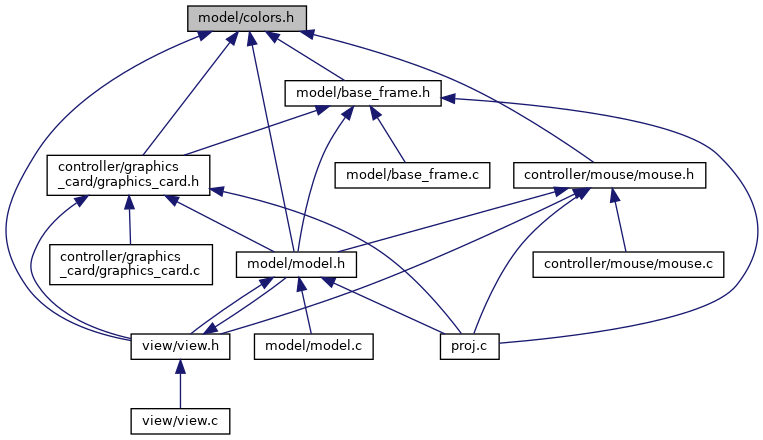 model/colors.h
model/base_frame.h
controller/graphics
_card/graphics_card.h
model/base_frame.c
controller/mouse/mouse.h
controller/graphics
_card/graphics_card.c
model/model.h
controller/mouse/mouse.c
view/view.h
model/model.c
proj.c
view/view.c